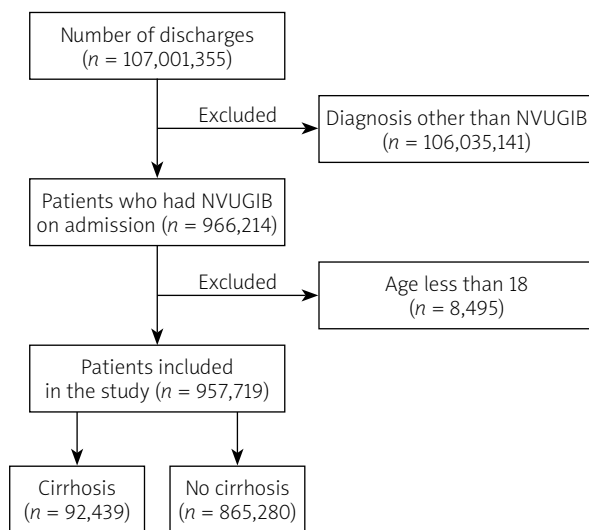 Number of discharges
(n = 107,001,355)
Excluded
Diagnosis other than NVUGIB
(n = 106,035,141)
Patients who had NVUGIB
on admission (n = 966,214)
Excluded
Age less than 18
(n = 8,495)
Patients included
in the study (n = 957,719)
Cirrhosis
(n = 92,439)
No cirrhosis
(n = 865,280)